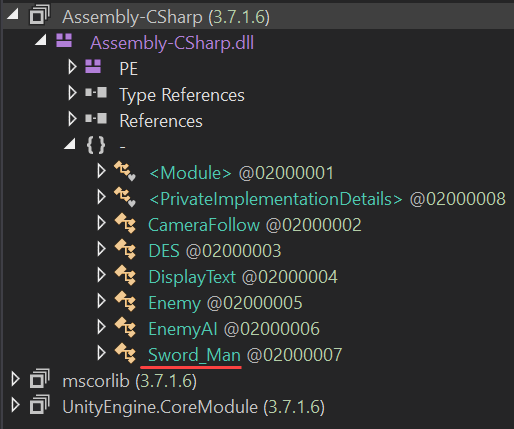 Assembly-CSharp (3.7.1.6)
Assembly-CSharp.dll
PE
Type References
References
{ } -
<Module> @02000001
<PrivateImplementationDetails> @02000008
CameraFollow @02000002
DES @02000003
DisplayText @02000004
Enemy @02000005
EnemyAI @02000006
Sword_Man @02000007
mscorlib (3.7.1.6)
UnityEngine.CoreModule (3.7.1.6)